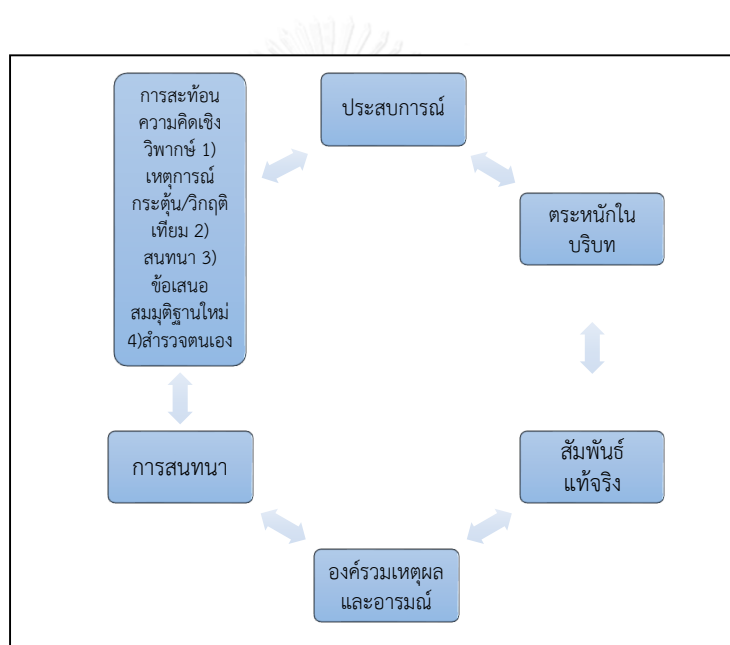 ประสบการณ์
ตระหนักใน
บริบท
สัมพันธ์
แท้จริง
องค์รวมเหตุผล
และอารมณ์
การสนทนา
การสะท้อน
ความคิดเชิง
วิพากษ์ 1)
เหตุการณ์
กระตุ้น/วิกฤติ
เทียม 2)
สนทนา 3)
ข้อเสนอ
สมมุติฐานใหม่
4)สำรวจตนเอง